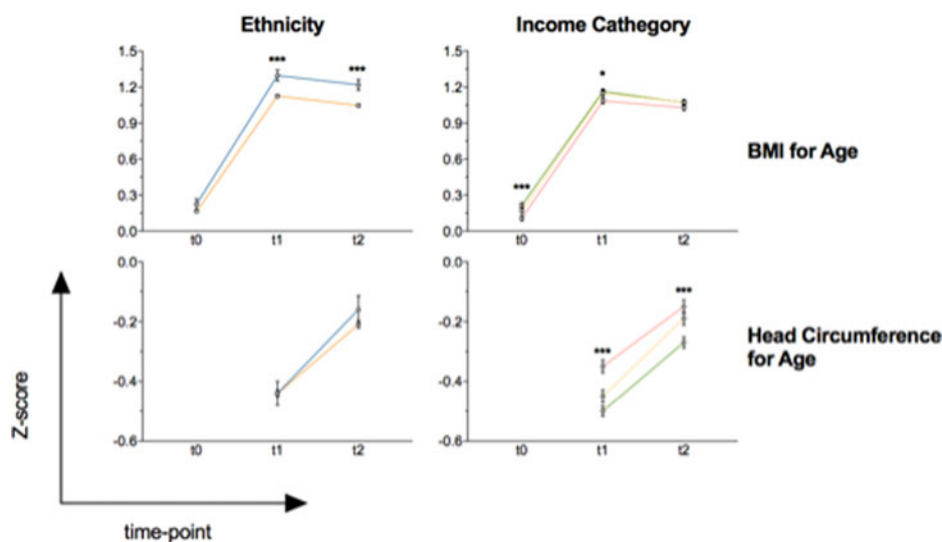 Ethnicity
Income Cathegory
1.5
1.2
0.9
0.6
0.3
0.0
***
***
t0
t1
t2
1.5
1.2
0.9
0.6
0.3
0.0
***
*
t0
t1
t2
BMI for Age
0.0
-0.2
-0.4
-0.6
t0
t1
t2
0.0
-0.2
-0.4
-0.6
***
***
t0
t1
t2
Head Circumference
for Age
Z-score
time-point